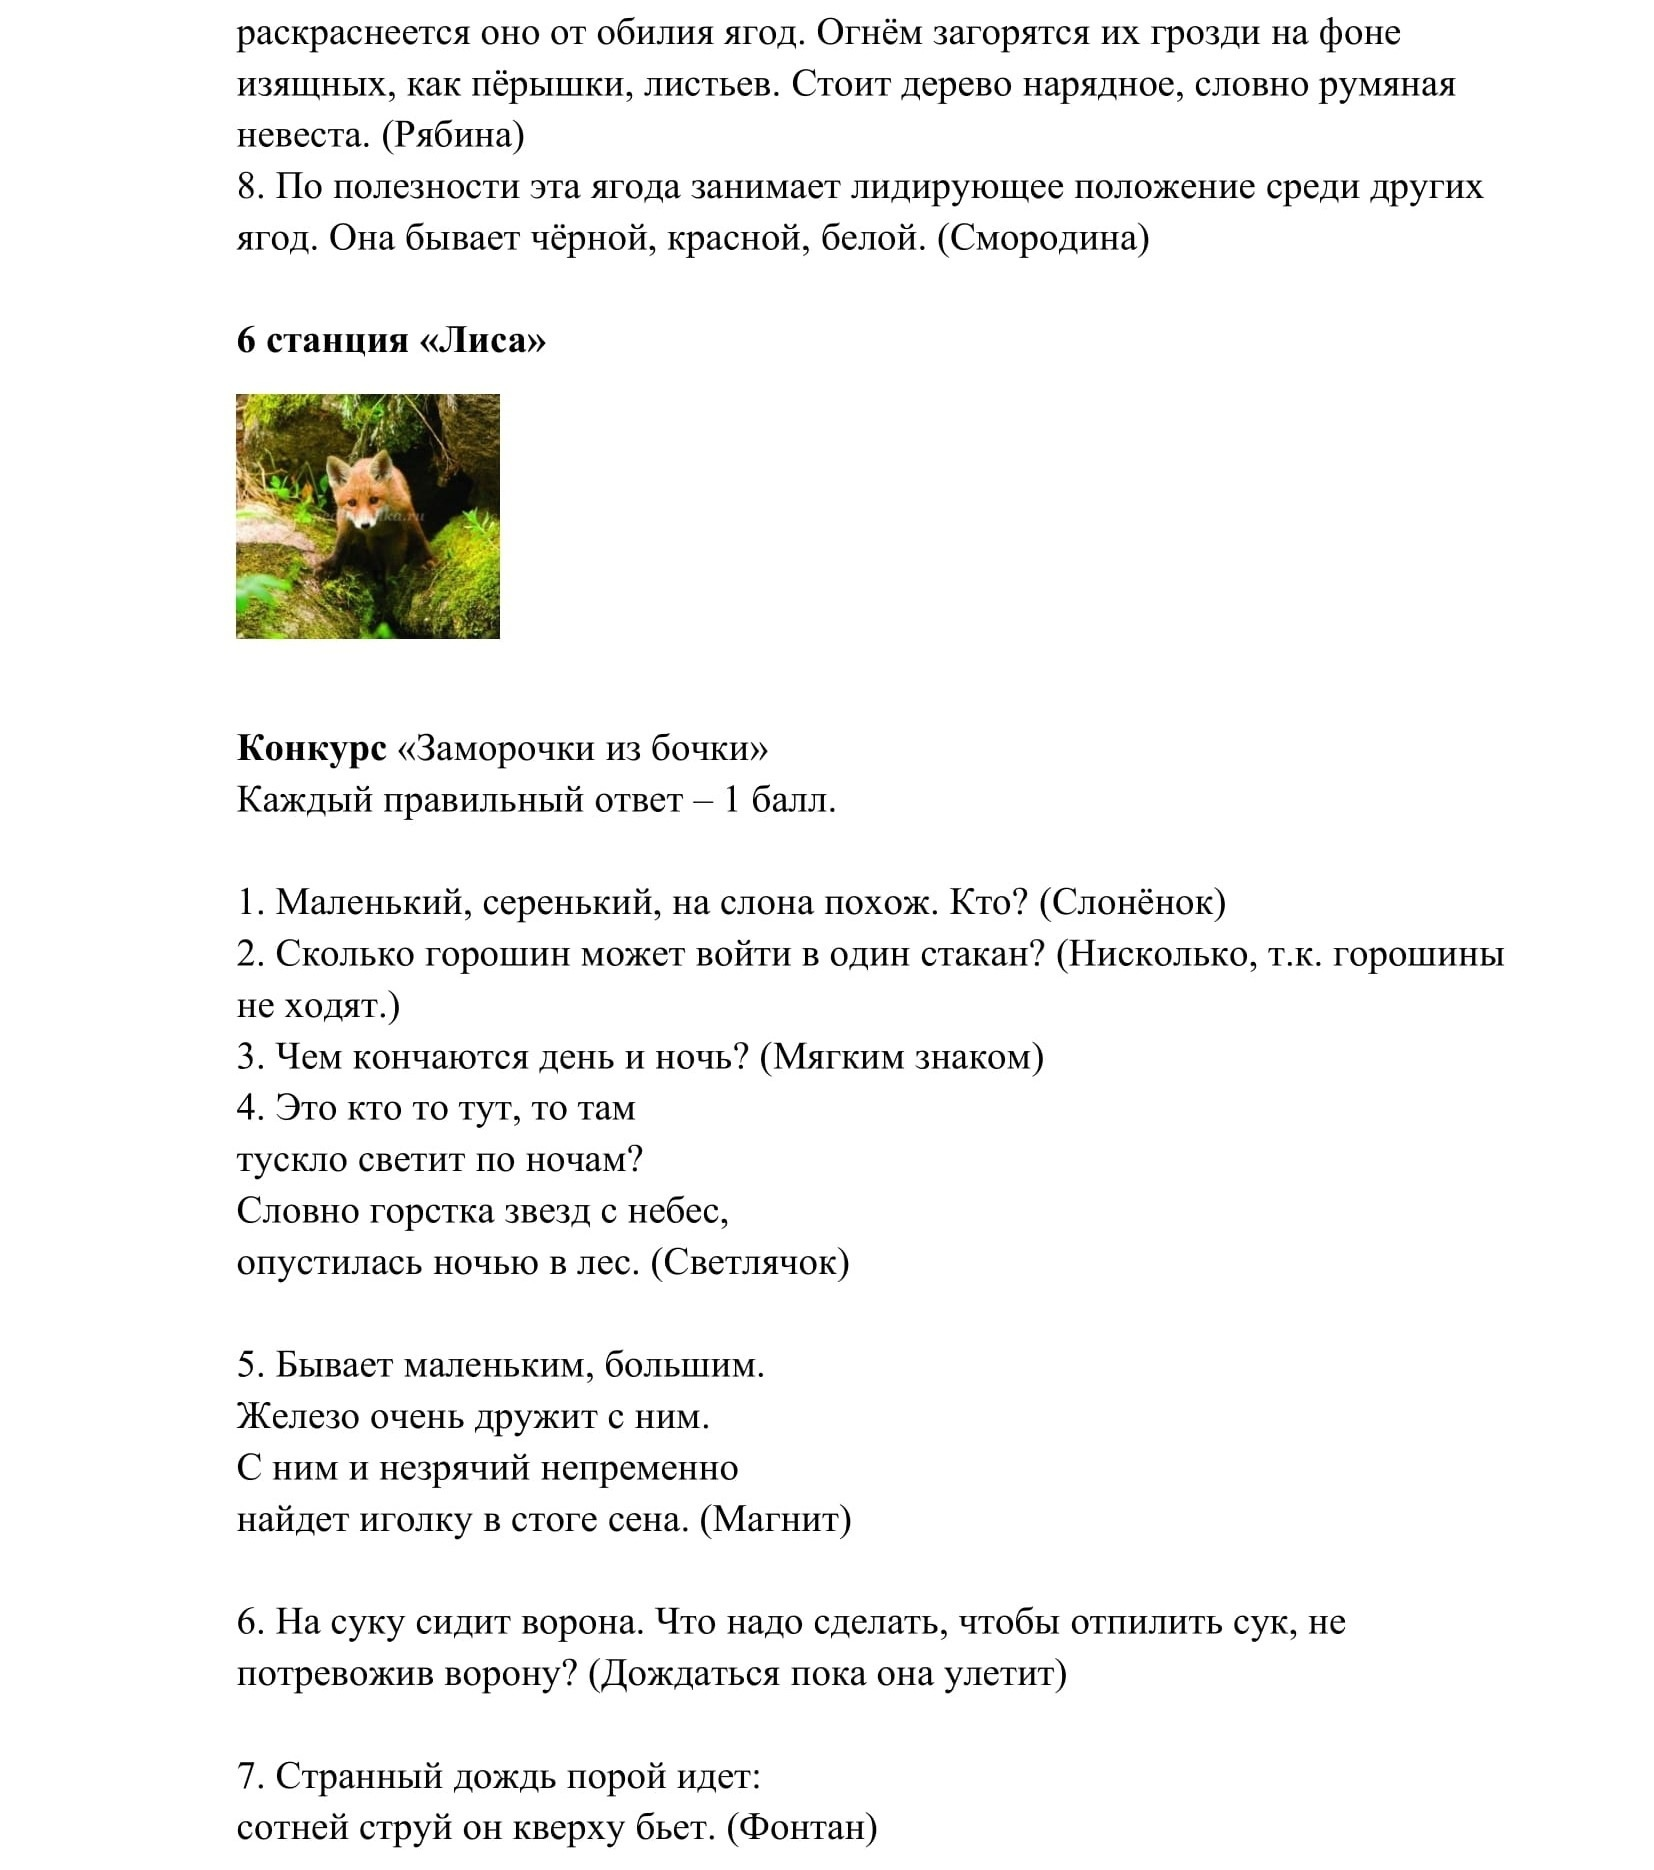 раскраснеется оно от обилия ягод. Огнём загорятся их грозди на фоне
изящных, как пёрышки, листьев. Стоит дерево нарядное, словно румяная
невеста. (Рябина)
8. По полезности эта ягода занимает лидирующее положение среди других
ягод. Она бывает чёрной, красной, белой. (Смородина)
6 станция «Лиса»
Конкурс «Заморочки из бочки»
Каждый правильный ответ – 1 балл.
1. Маленький, серенький, на слона похож. Кто? (Слонёнок)
2. Сколько горошин может войти в один стакан? (Нисколько, т.к. горошины
не ходят.)
3. Чем кончаются день и ночь? (Мягким знаком)
4. Это кто то тут, то там
тускло светит по ночам?
Словно горстка звезд с небес,
опустилась ночью в лес. (Светлячок)
5. Бывает маленьким, большим.
Железо очень дружит с ним.
С ним и незрячий непременно
найдет иголку в стоге сена. (Магнит)
6. На суку сидит ворона. Что надо сделать, чтобы отпилить сук, не
потревожив ворону? (Дождаться пока она улетит)
7. Странный дождь порой идет:
сотней струй он кверху бьет. (Фонтан)